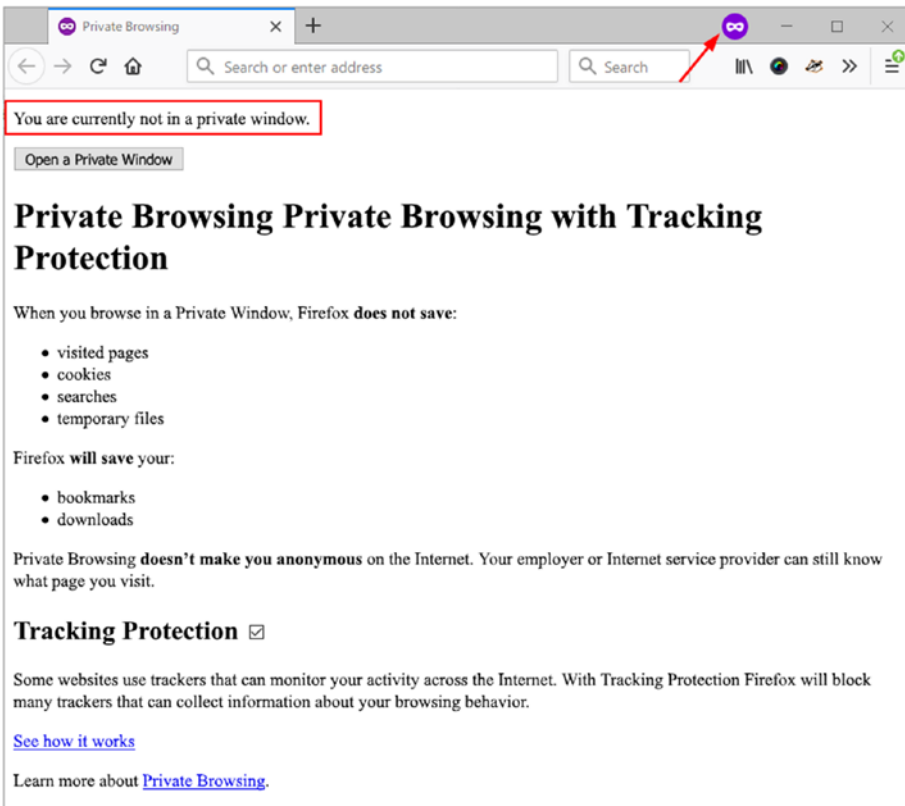 Private Browsing
Search or enter address
Search
You are currently not in a private window.
Open a Private Window
Private Browsing Private Browsing with Tracking
Protection
When you browse in a Private Window, Firefox does not save:
• visited pages
• cookies
• searches
• temporary files
Firefox will save your:
• bookmarks
• downloads
Private Browsing doesn’t make you anonymous on the Internet. Your employer or Internet service provider can still know
what page you visit.
Tracking Protection
Some websites use trackers that can monitor your activity across the Internet. With Tracking Protection Firefox will block
many trackers that can collect information about your browsing behavior.
See how it works
Learn more about Private Browsing.